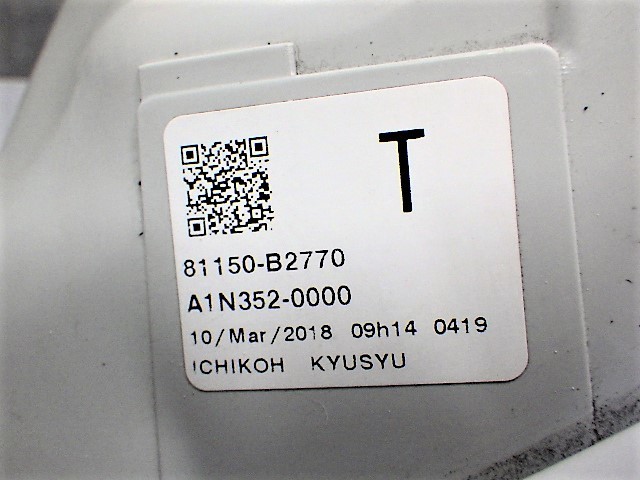 T
81150-B2770
A1N352-0000
10/Mar/2018 09h14 0419
ICHIKOH KYUSYU